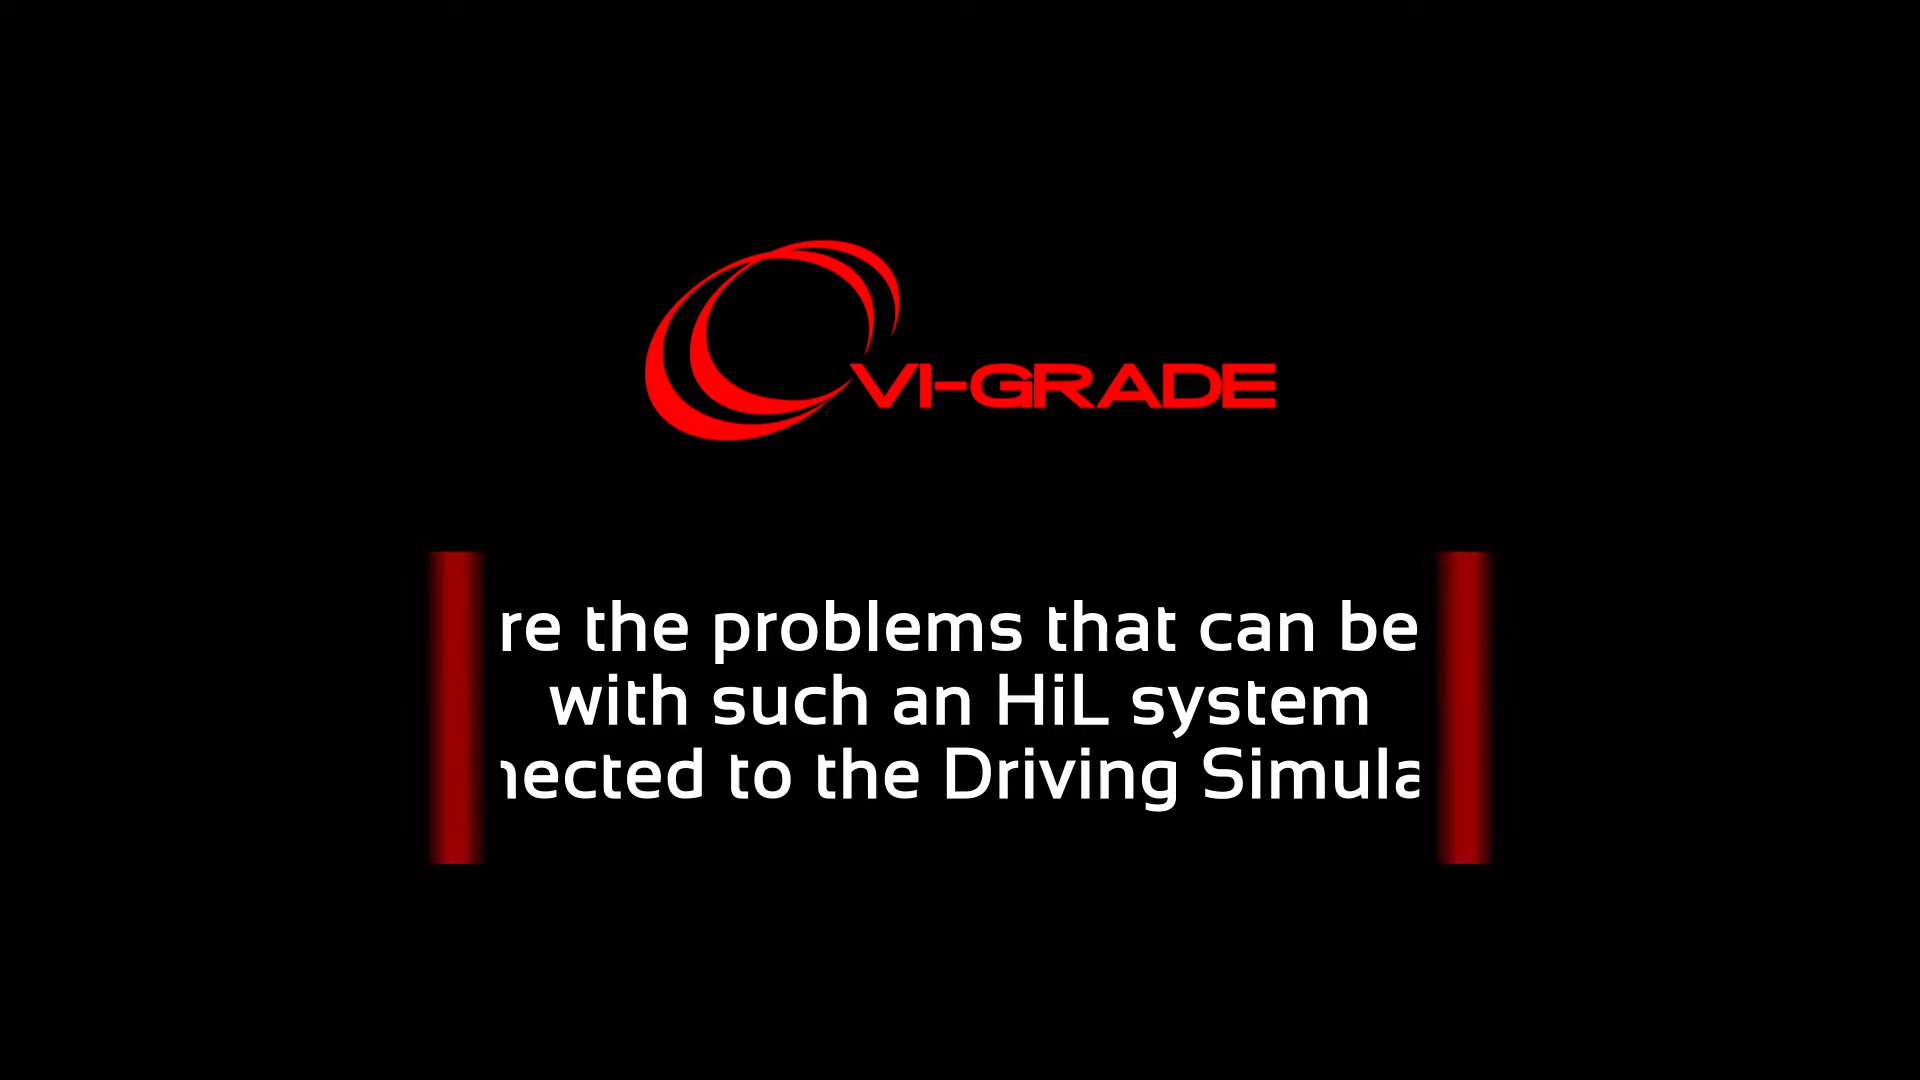 VI-GRADE
re the problems that can be
with such an HiL system
nected to the Driving Simula